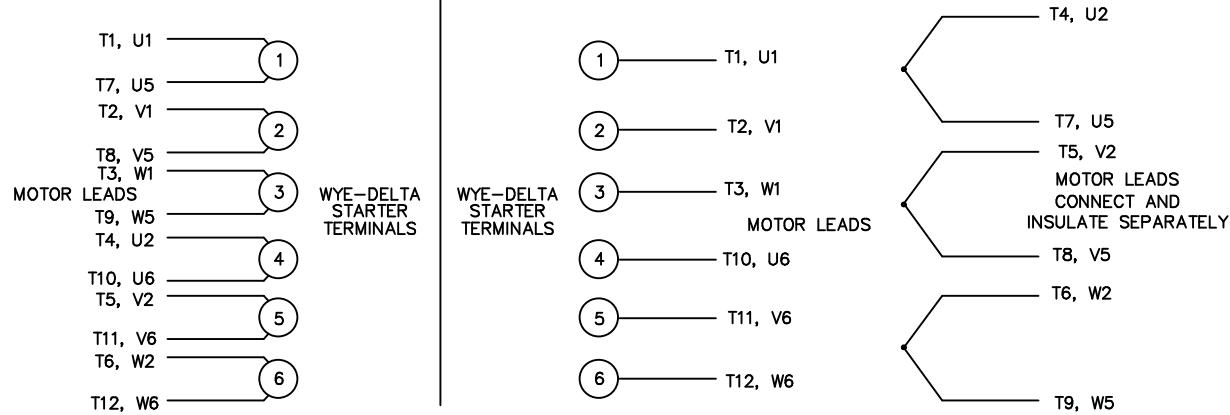 T1, U1
1
T7, U5
T2, V1
2
T8, V5
T3, W1
MOTOR LEADS
3
T9, W5
T4, U2
4
T10, U6
T5, V2
5
T11, V6
T6, W2
6
T12, W6
WYE-DELTA
STARTER
TERMINALS
WYE-DELTA
STARTER
TERMINALS
1
T1, U1
2
T2, V1
3
T3, W1
MOTOR LEADS
4
T10, U6
5
T11, V6
6
T12, W6
T4, U2
T7, U5
T5, V2
MOTOR LEADS
CONNECT AND
INSULATE SEPARATELY
T8, V5
T6, W2
T9, W5